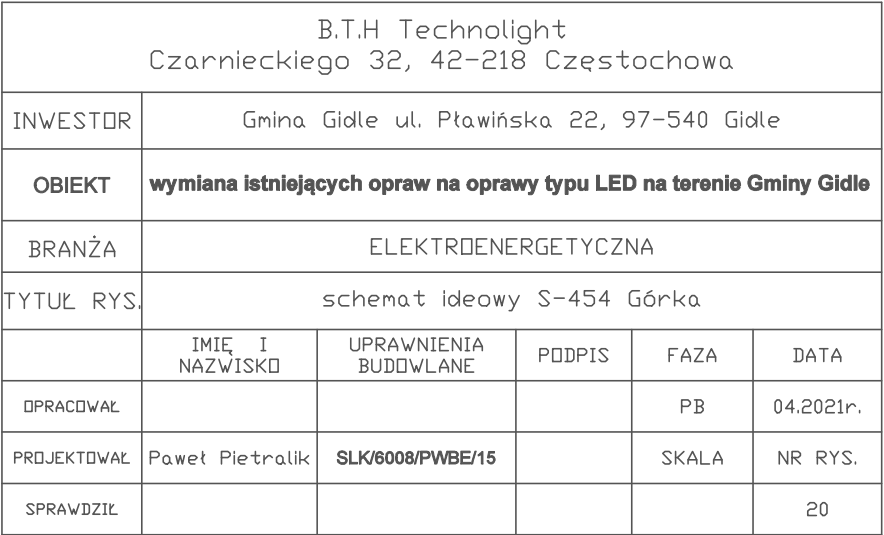 B.T.H Technolight
Czarnieckiego 32, 42-218 Częstochowa
INWESTOR Gmina Gidle ul. Pławińska 22, 97-540 Gidle
OBIEKT wymiana istniejących opraw na oprawy typu LED na terenie Gminy Gidle
BRANŻA ELEKTROENERGETYCZNA
TYTUŁ RYS. schemat ideowy S-454 Górka
IMIĘ I NAZWISKO UPRAWNIENIA BUDOWLANE PODPIS FAZA DATA
OPRACOWAŁ PB 04.2021r.
PROJEKTOWAŁ Paweł Pietralik SLK/6008/PWBE/15 SKALA NR RYS.
SPRAWDZIŁ 20